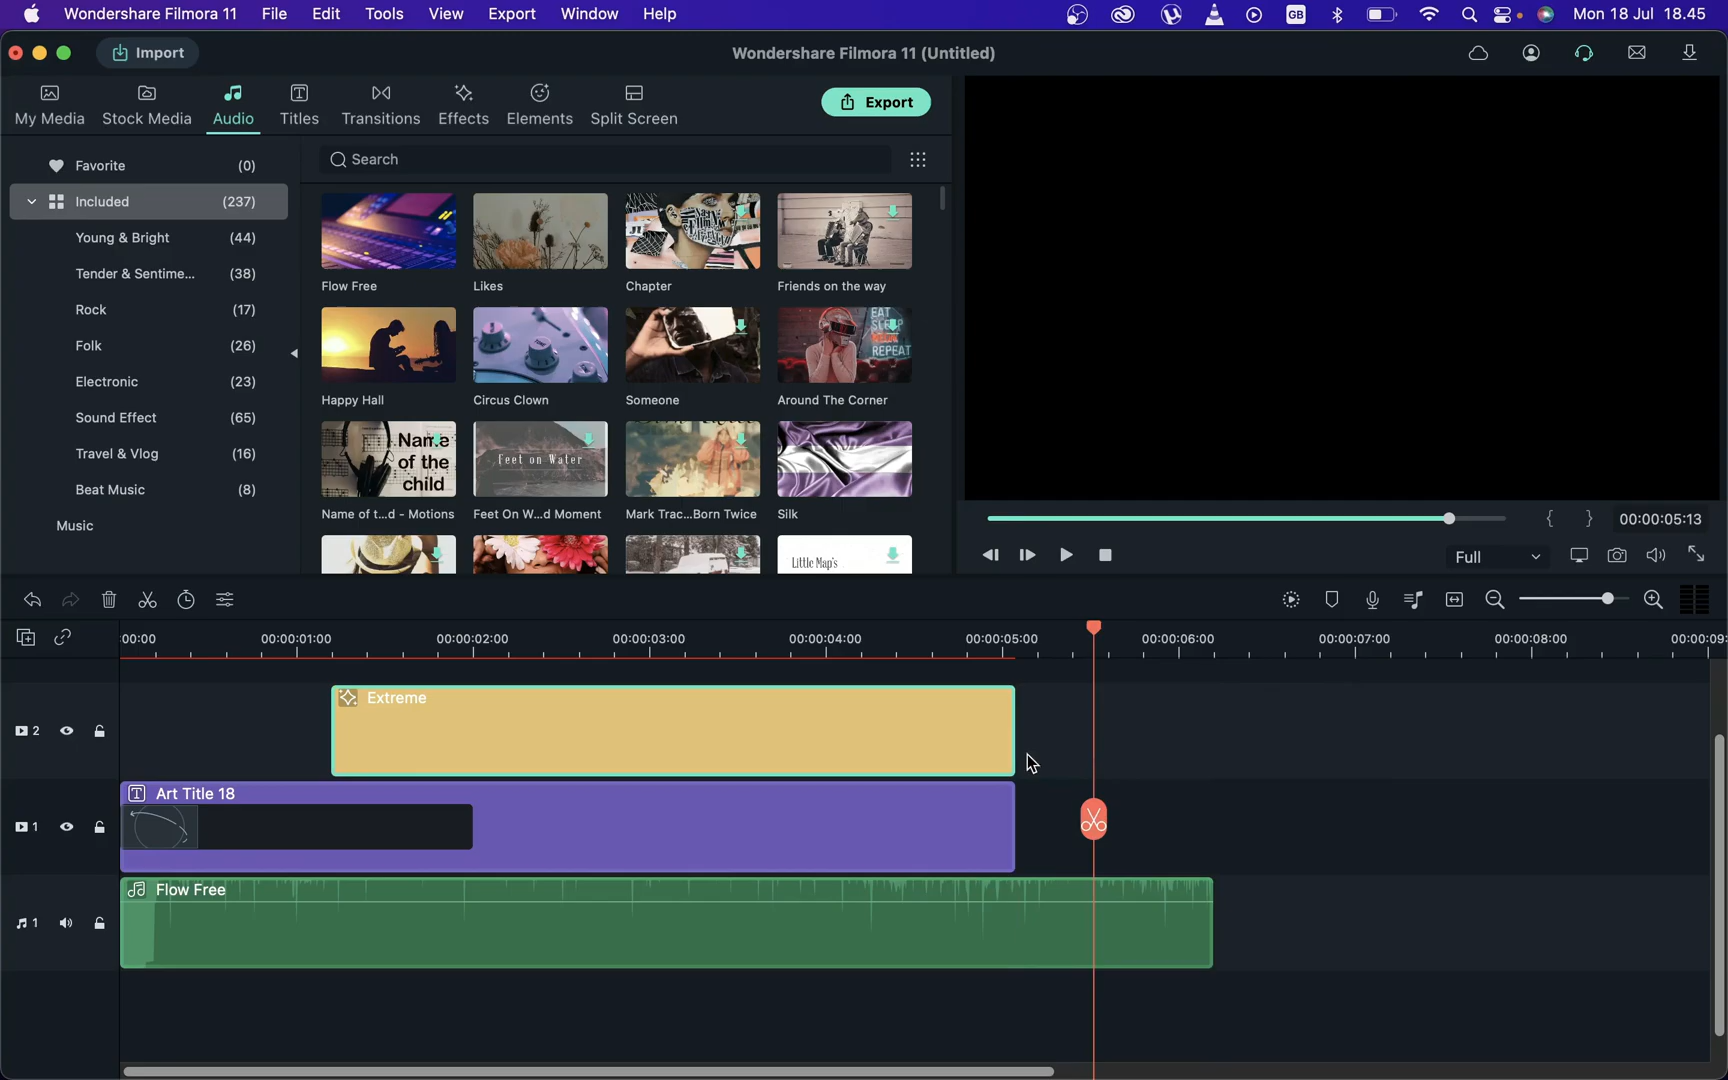 Wondershare Filmora 11 File Edit Tools View Export Window Help GB Mon 18 Jul 18.45
Import Wondershare Filmora 11 (Untitled)
My Media Stock Media Audio Titles Transitions Effects Elements Split Screen Export
Favorite (0)
Search
Included (237)
Young & Bright (44)
Tender & Sentime... (38)
Rock (17)
Folk (26)
Electronic (23)
Sound Effect (65)
Travel & Vlog (16)
Beat Music (8)
Music
Flow Free Likes Chapter Friends on the way
EAT
SLEEP
REPEAT
Happy Hall Circus Clown Someone Around The Corner
Name
of the
child
Feet on Water
Name of t...d - Motions Feet On W...d Moment Mark Trac...Born Twice Silk
Little Map's
00:00:05:13
Full
:00:00 00:00:01:00 00:00:02:00 00:00:03:00 00:00:04:00 00:00:05:00 00:00:06:00 00:00:07:00 00:00:08:00 00:00:09:
Extreme
2
Art Title 18
1
Flow Free
1